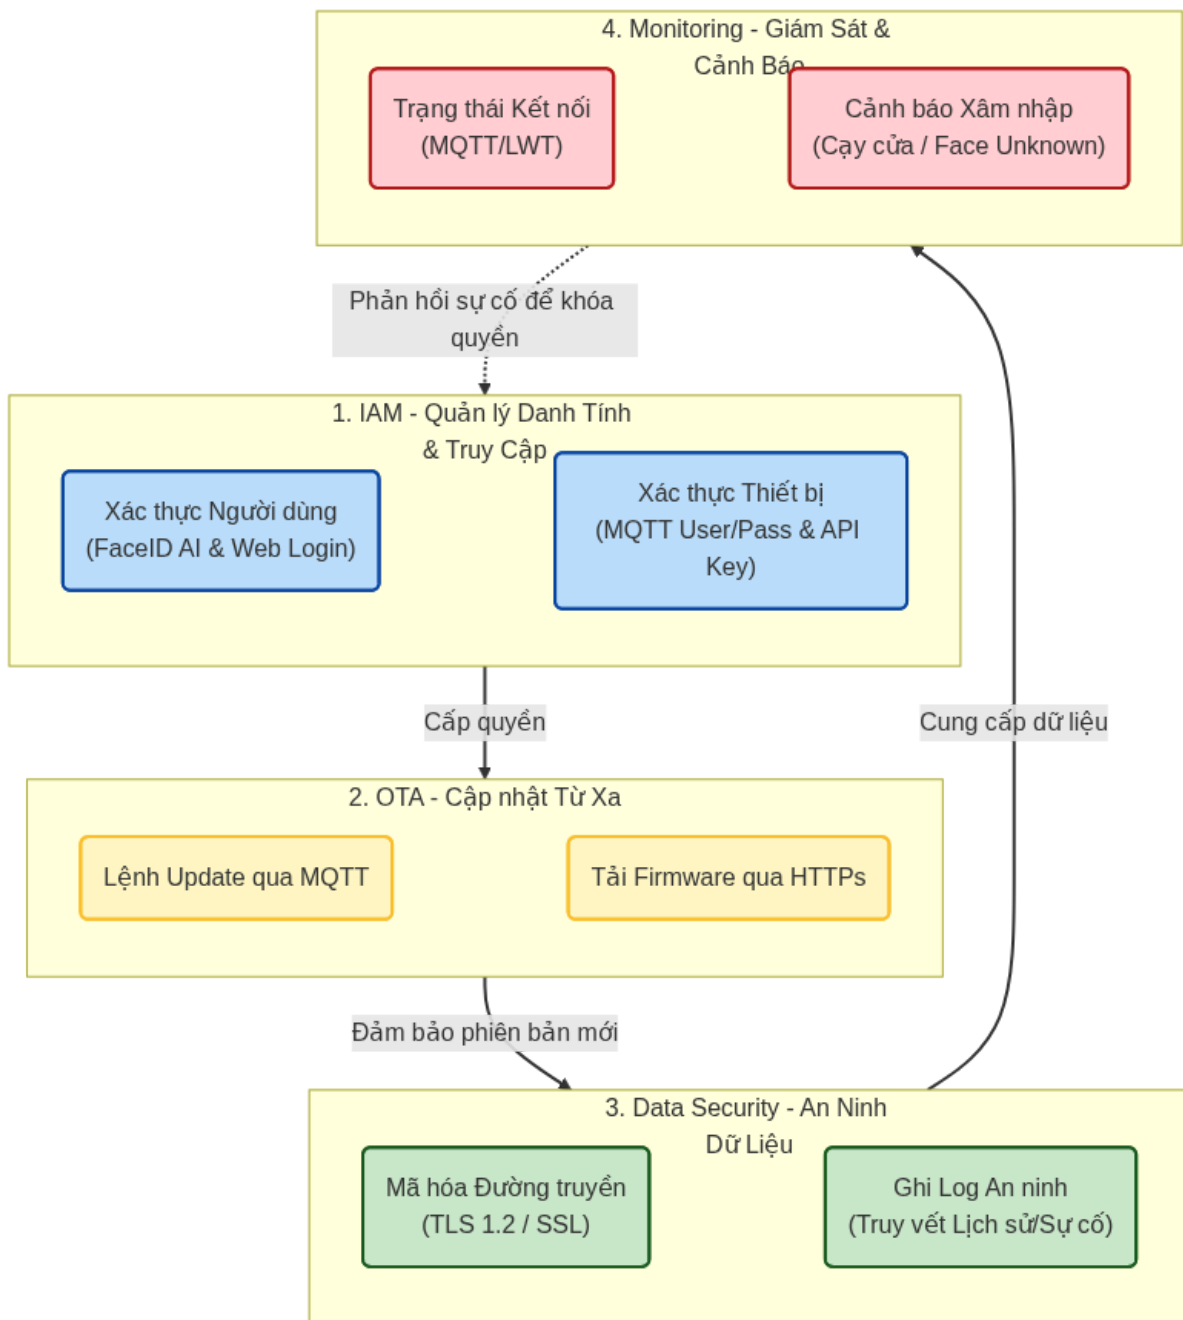 4. Monitoring - Giám Sát &
Cảnh Báo
Trạng thái Kết nối
(MQTT/LWT)
Cảnh báo Xâm nhập
(Cạy cửa / Face Unknown)
Phản hồi sự cố để khóa
quyền
1. IAM - Quản lý Danh Tính
& Truy Cập
Xác thực Người dùng
(FaceID AI & Web Login)
Xác thực Thiết bị
(MQTT User/Pass & API
Key)
Cấp quyền
Cung cấp dữ liệu
2. OTA - Cập nhật Từ Xa
Lệnh Update qua MQTT
Tải Firmware qua HTTPs
Đảm bảo phiên bản mới
3. Data Security - An Ninh
Dữ Liệu
Mã hóa Đường truyền
(TLS 1.2 / SSL)
Ghi Log An ninh
(Truy vết Lịch sử/Sự cố)